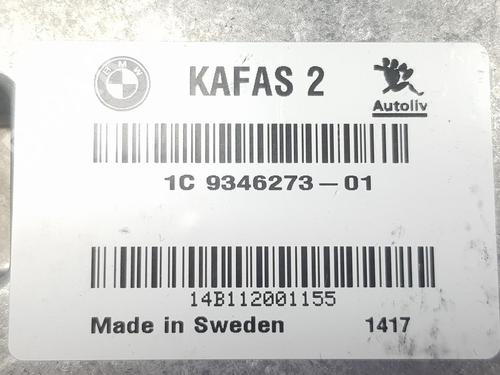 BMW
KAFAS 2
Autoliv
1C 9346273-01
14B112001155
Made in Sweden 1417